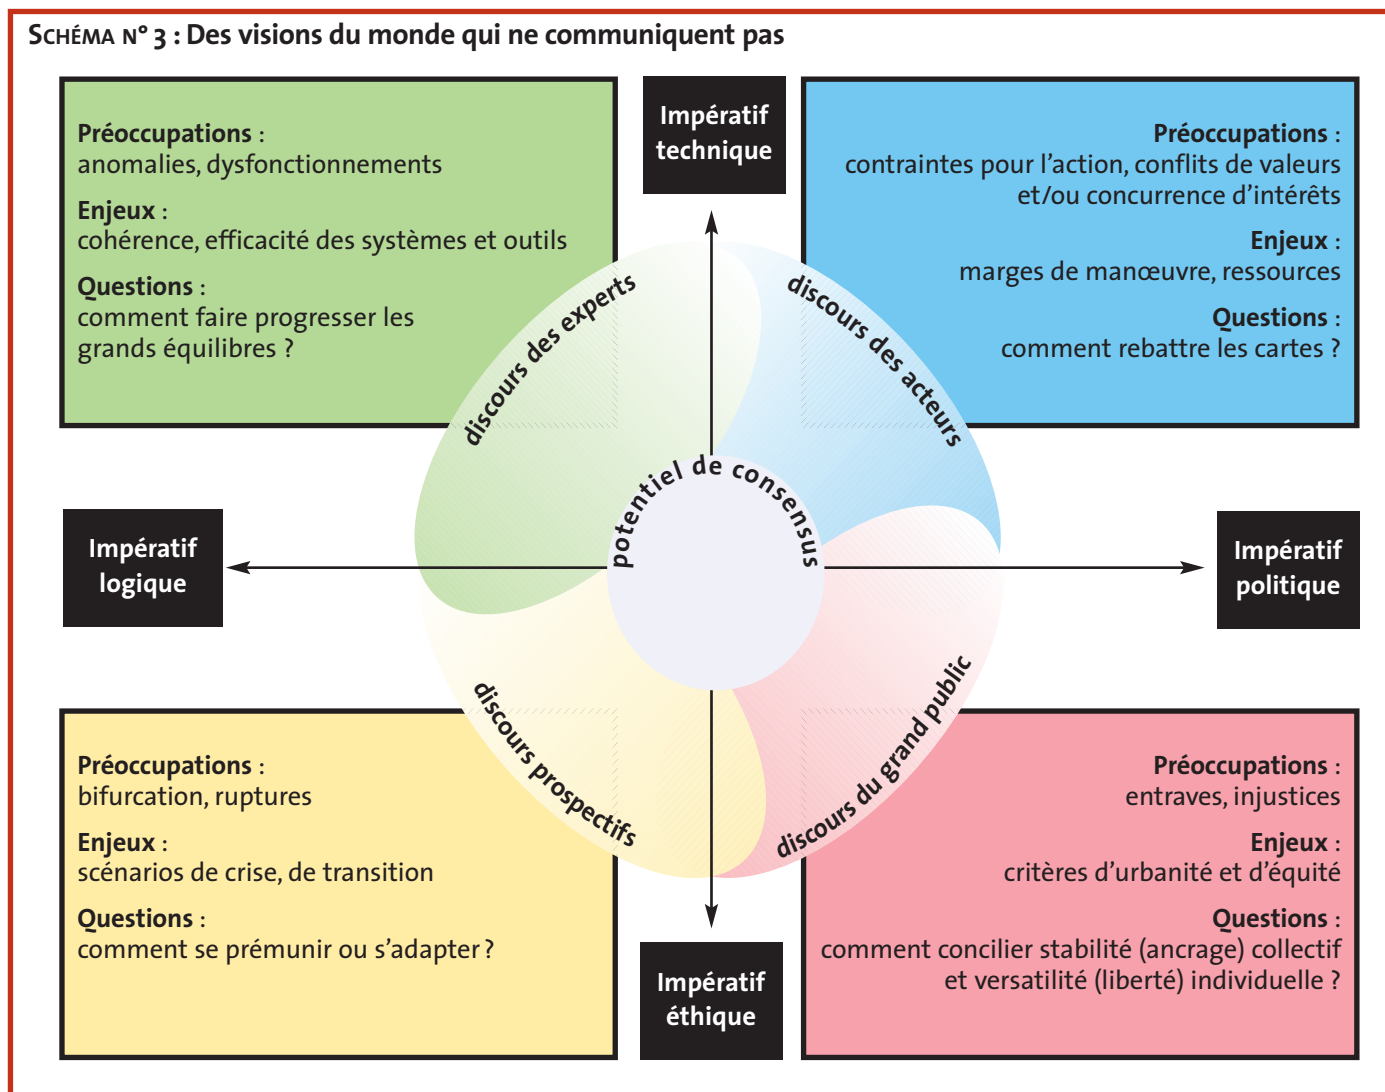 SCHÉMA N° 3 : Des visions du monde qui ne communiquent pas
Préoccupations :
anomalies, dysfonctionnements
Enjeux :
cohérence, efficacité des systèmes et outils
Questions :
comment faire progresser les
grands équilibres ?
Impératif
technique
Préoccupations :
contraintes pour l’action, conflits de valeurs
et/ou concurrence d’intérêts
Enjeux :
marges de manœuvre, ressources
Questions :
comment rebattre les cartes ?
discours des experts
discours des acteurs
potentiel de consensus
Impératif
logique
Impératif
politique
discours prospectifs
discours du grand public
Préoccupations :
bifurcation, ruptures
Enjeux :
scénarios de crise, de transition
Questions :
comment se prémunir ou s’adapter ?
Impératif
éthique
Préoccupations :
entraves, injustices
Enjeux :
critères d’urbanité et d’équité
Questions :
comment concilier stabilité (ancrage) collectif
et versatilité (liberté) individuelle ?